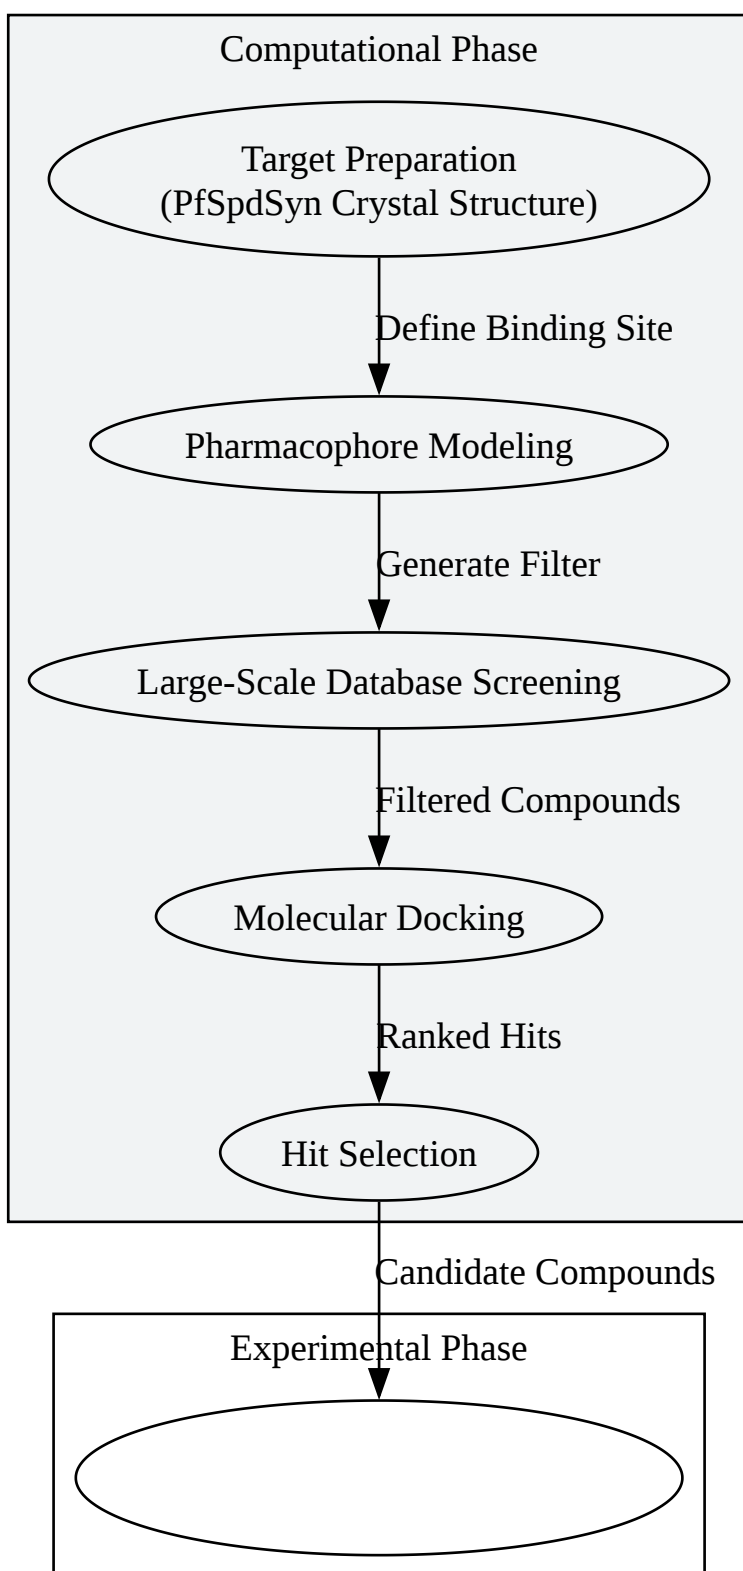 Computational Phase
Target Preparation
(PfSpdSyn Crystal Structure)
Define Binding Site
Pharmacophore Modeling
Generate Filter
Large-Scale Database Screening
Filtered Compounds
Molecular Docking
Ranked Hits
Hit Selection
Candidate Compounds
Experimental Phase